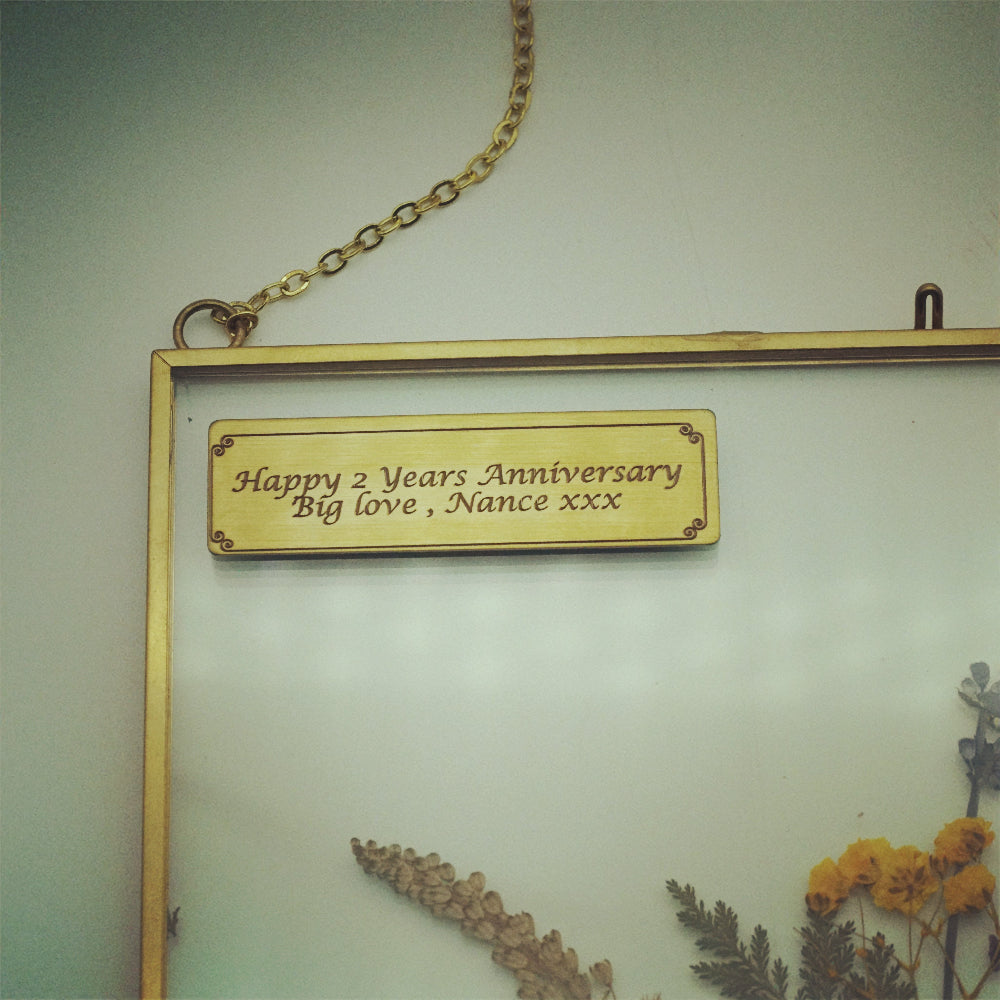 Happy 2 Years Anniversary
Big love , Nance xxx